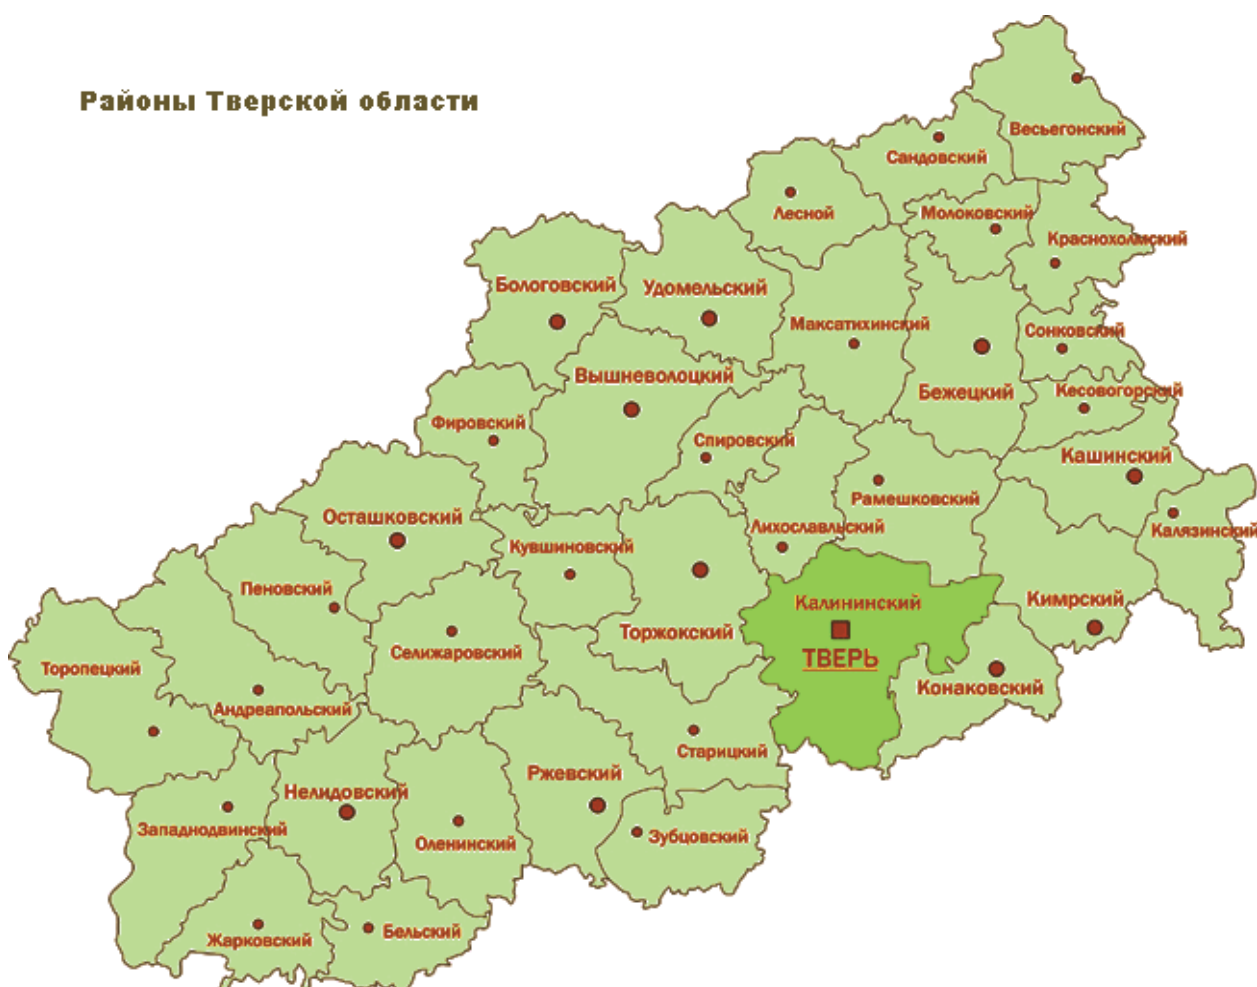 Районы Тверской области
Весьегонский
Сандовский
Лесной
Молоковский
Краснохолмский
Бологовский
Удомельский
Максатихинский
Сонковский
Вышневолоцкий
Бежецкий
Кесовогорский
Фировский
Спировский
Кашинский
Рамешковский
Осташковский
Лихославльский
Калязинский
Кувшиновский
Пеновский
Калининский
Кимрский
Торжокский
Селижаровский
ТВЕРЬ
Торопецкий
Конаковский
Андреапольский
Старицкий
Ржевский
Нелидовский
Западнодвинский
Зубцовский
Оленинский
Бельский
Жарковский